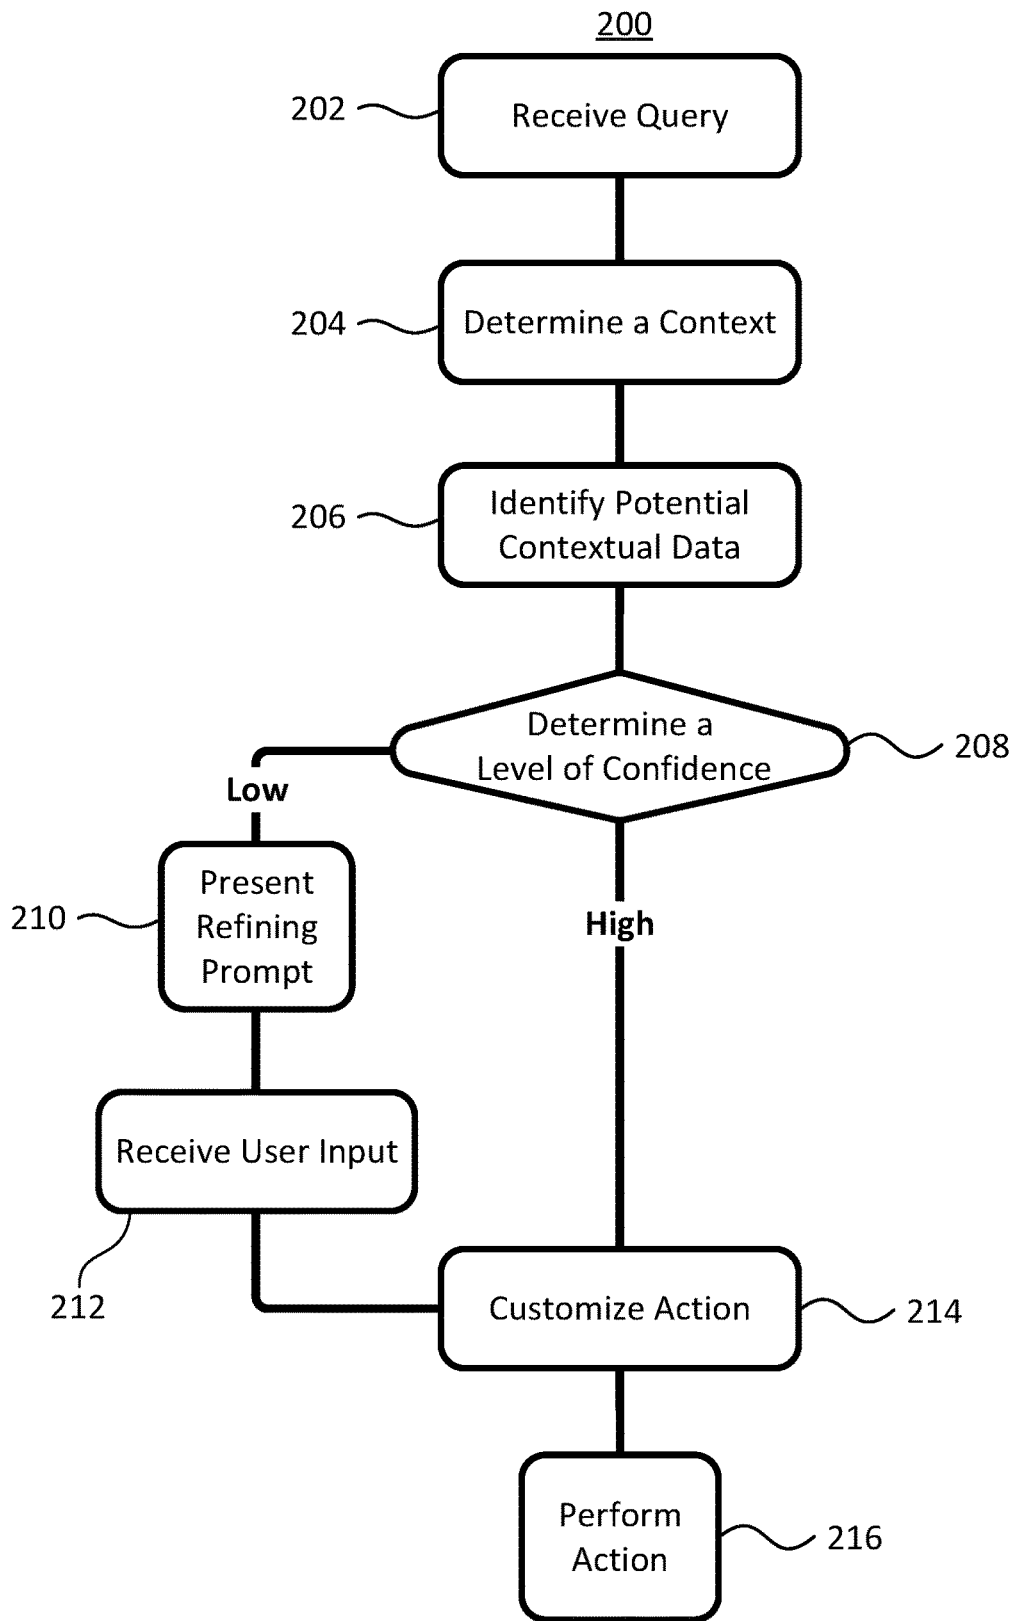 200
202
Receive Query
204
Determine a Context
206
Identify Potential
Contextual Data
Determine a
Level of Confidence
208
Low
High
210
Present
Refining
Prompt
Receive User Input
212
Customize Action
214
Perform
Action
216